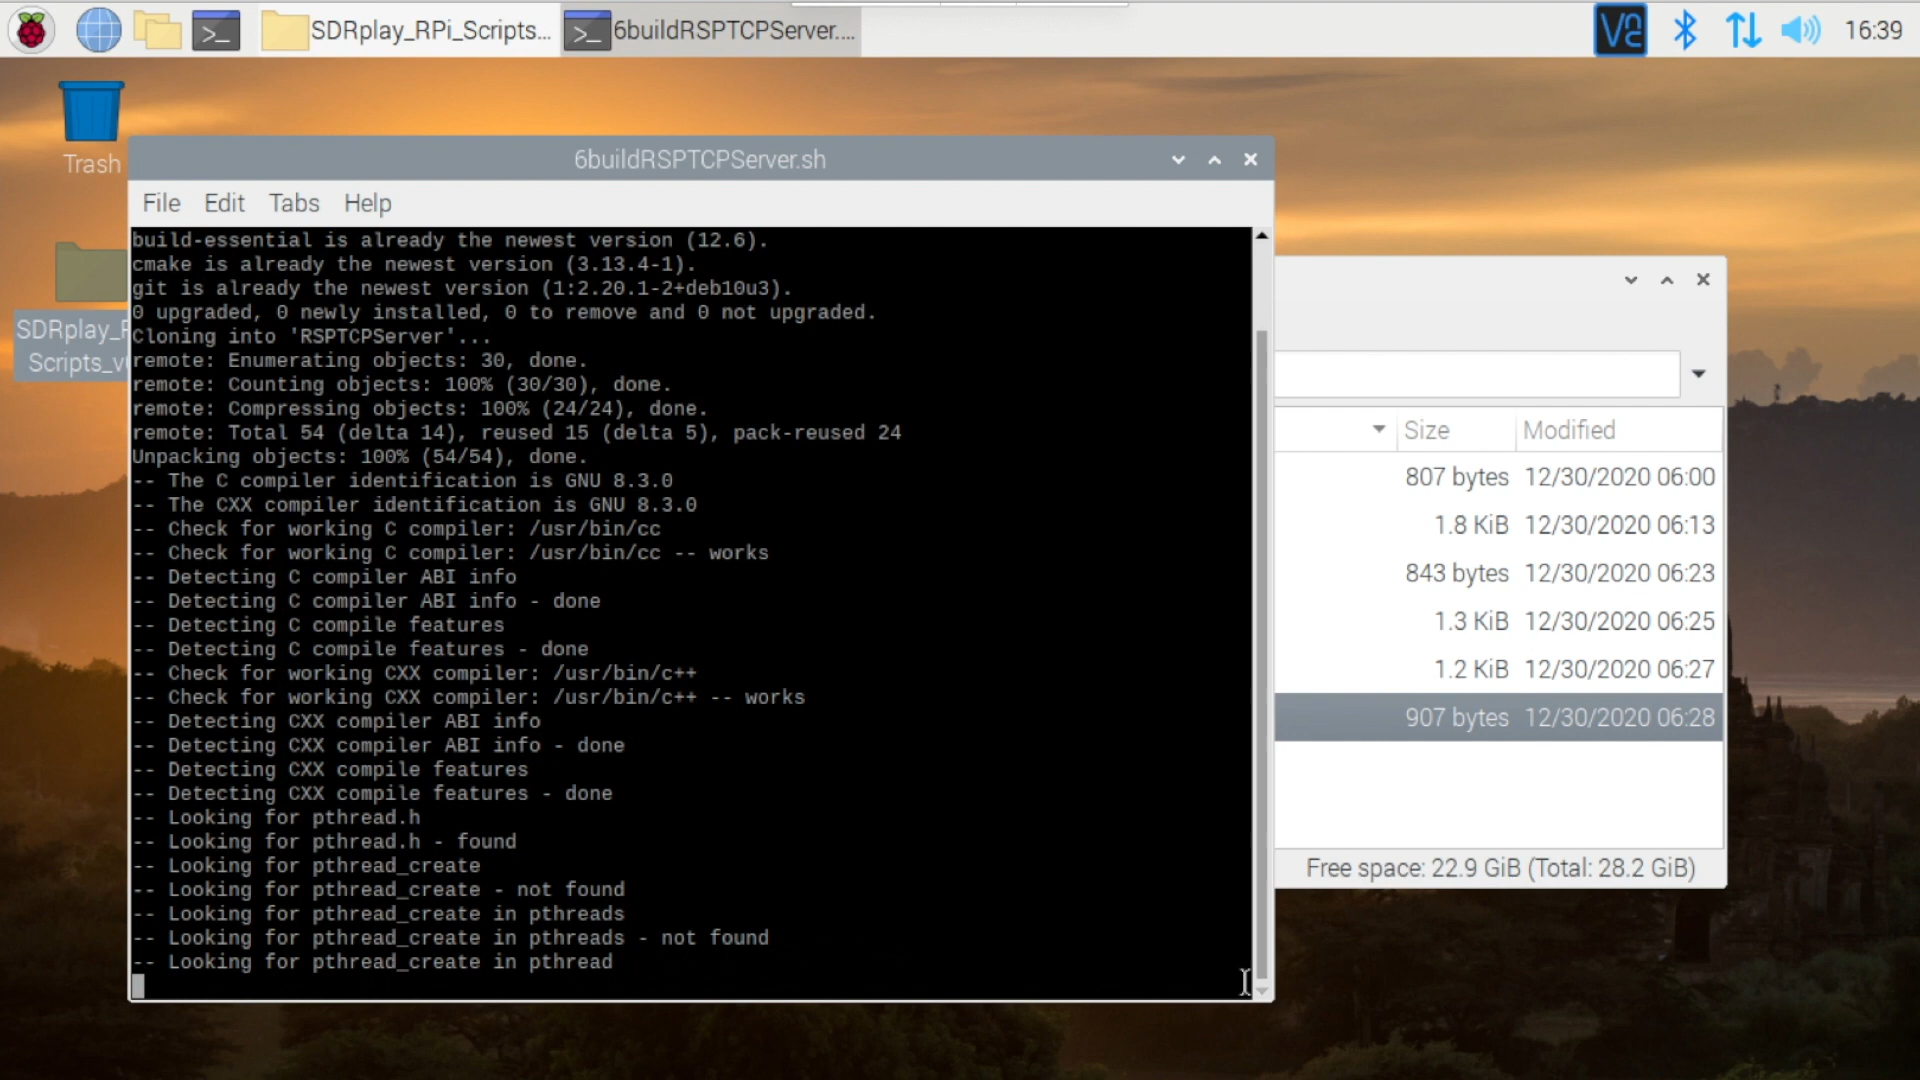 SDRplay_RPi_Scripts...
6buildRSPTCPServer....
16:39
Trash
SDRplay_R
Scripts_v
6buildRSPTCPServer.sh
File Edit Tabs Help
build-essential is already the newest version (12.6).
cmake is already the newest version (3.13.4-1).
git is already the newest version (1:2.20.1-2+deb10u3).
0 upgraded, 0 newly installed, 0 to remove and 0 not upgraded.
Cloning into 'RSPTCPServer'...
remote: Enumerating objects: 30, done.
remote: Counting objects: 100% (30/30), done.
remote: Compressing objects: 100% (24/24), done.
remote: Total 54 (delta 14), reused 15 (delta 5), pack-reused 24
Unpacking objects: 100% (54/54), done.
-- The C compiler identification is GNU 8.3.0
-- The CXX compiler identification is GNU 8.3.0
-- Check for working C compiler: /usr/bin/cc
-- Check for working C compiler: /usr/bin/cc -- works
-- Detecting C compiler ABI info
-- Detecting C compiler ABI info - done
-- Detecting C compile features
-- Detecting C compile features - done
-- Check for working CXX compiler: /usr/bin/c++
-- Check for working CXX compiler: /usr/bin/c++ -- works
-- Detecting CXX compiler ABI info
-- Detecting CXX compiler ABI info - done
-- Detecting CXX compile features
-- Detecting CXX compile features - done
-- Looking for pthread.h
-- Looking for pthread.h - found
-- Looking for pthread_create
-- Looking for pthread_create - not found
-- Looking for pthread_create in pthreads
-- Looking for pthread_create in pthreads - not found
-- Looking for pthread_create in pthread
Size Modified
807 bytes 12/30/2020 06:00
1.8 KiB 12/30/2020 06:13
843 bytes 12/30/2020 06:23
1.3 KiB 12/30/2020 06:25
1.2 KiB 12/30/2020 06:27
907 bytes 12/30/2020 06:28
Free space: 22.9 GiB (Total: 28.2 GiB)